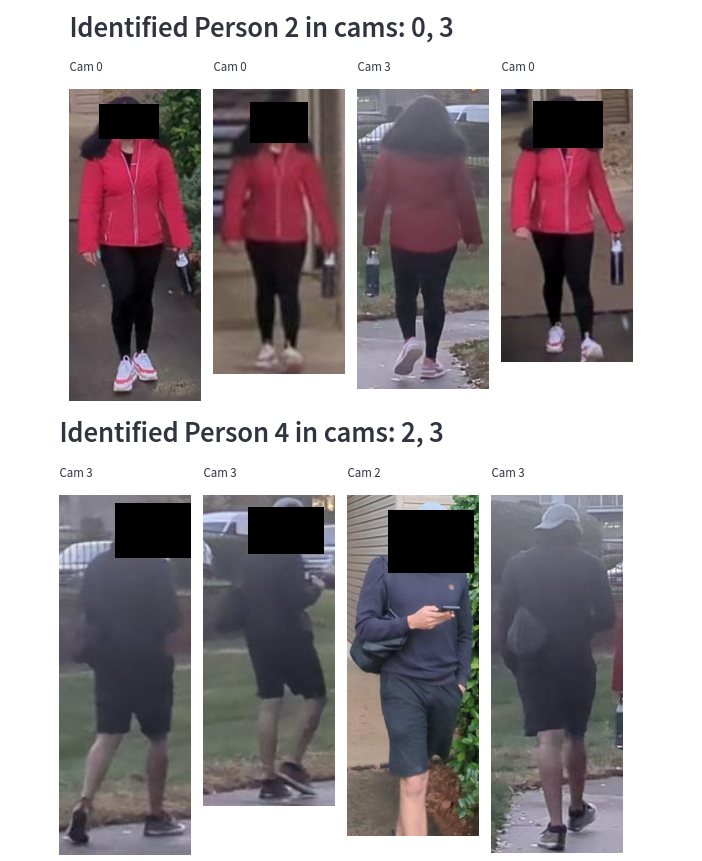 Identified Person 2 in cams: 0, 3
Cam 0 Cam 0 Cam 3 Cam 0
Identified Person 4 in cams: 2, 3
Cam 3 Cam 3 Cam 2 Cam 3